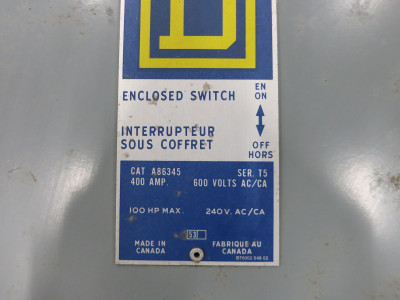 D
ENCLOSED SWITCH
EN
ON
INTERRUPTEUR
SOUS COFFRET
OFF
HORS
CAT A86345 SER. T5
400 AMP. 600 VOLTS AC/CA
100 HP MAX. 240V. AC/CA
MADE IN
CANADA
FABRIQUE AU
CANADA